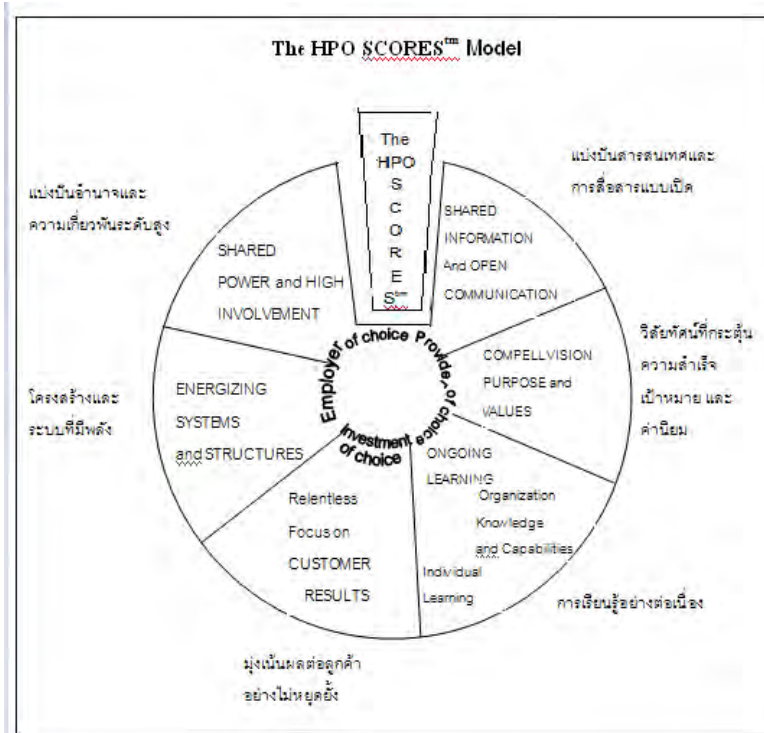 The HPO SCORES™ Model
The
HPO
S
C
O
R
E
S™
แบ่งปันสารสนเทศและ
การสื่อสารแบบเปิด
SHARED
INFORMATION
And OPEN
COMMUNICATION
วิสัยทัศน์ที่กระตุ้น
ความสำเร็จ
เป้าหมาย และ
ค่านิยม
COMPELLVISION
PURPOSE and
VALUES
ONGOING
LEARNING
Organization
Knowledge
and Capabilities
Individual
Learning
การเรียนรู้อย่างต่อเนื่อง
Relentless
Focus on
CUSTOMER
RESULTS
มุ่งเน้นผลต่อลูกค้า
อย่างไม่หยุดยั้ง
ENERGIZING
SYSTEMS
and STRUCTURES
โครงสร้างและ
ระบบที่มีพลัง
แบ่งปันอำนาจและ
ความเกี่ยวพันระดับสูง
SHARED
POWER and HIGH
INVOLVEMENT
Employer of choice
Provider of choice
Investment
of choice